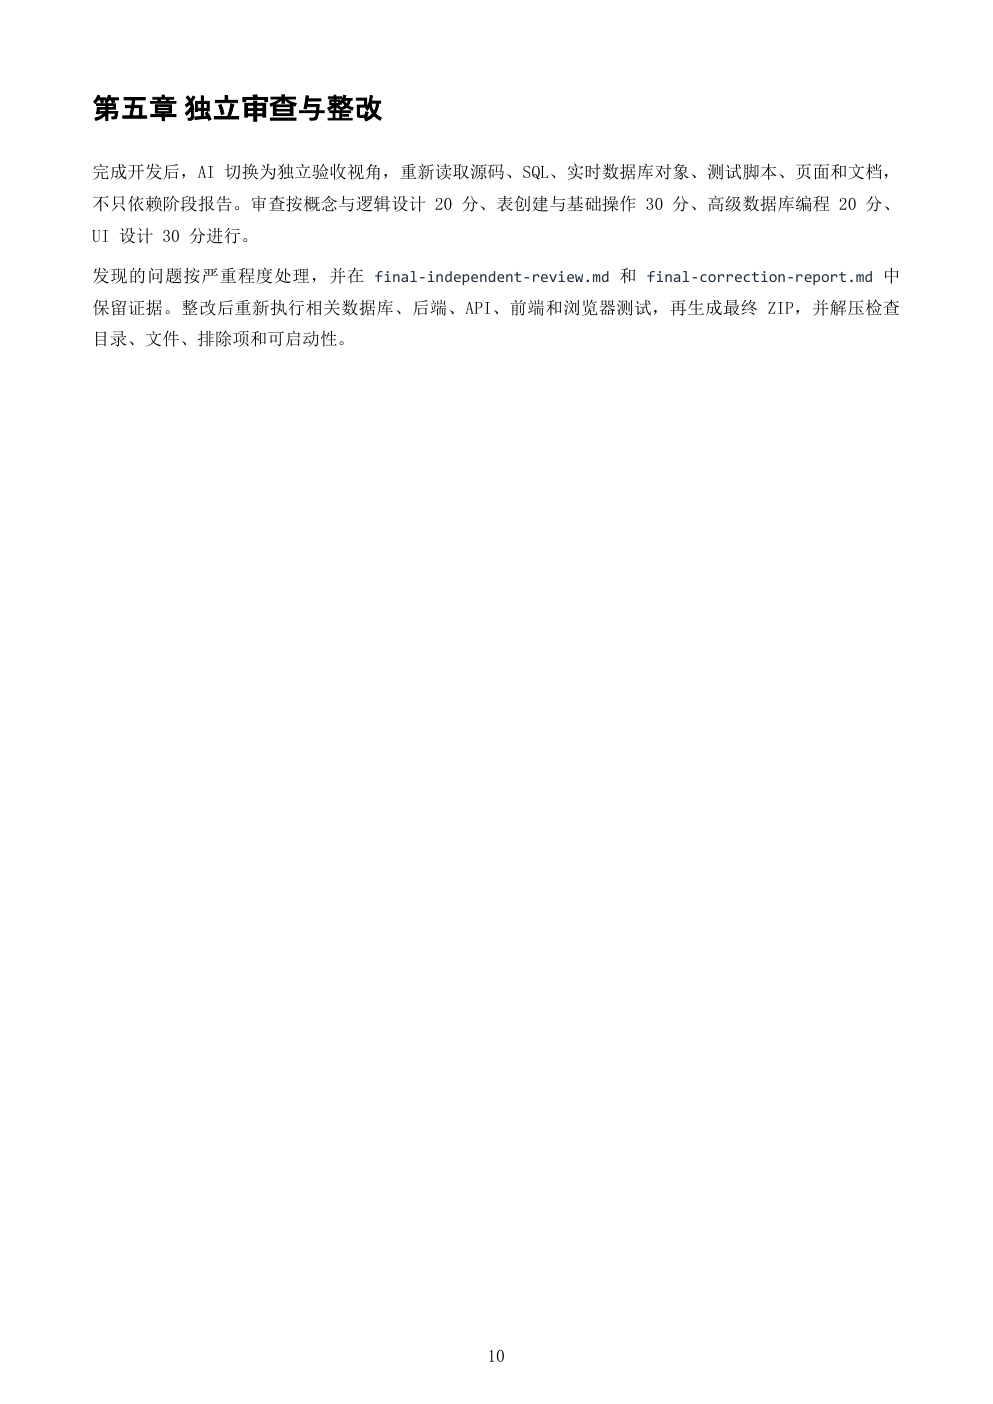 第五章 独立审查与整改
完成开发后，AI 切换为独立验收视角，重新读取源码、SQL、实时数据库对象、测试脚本、页面和文档，
不只依赖阶段报告。审查按概念与逻辑设计 20 分、表创建与基础操作 30 分、高级数据库编程 20 分、
UI 设计 30 分进行。
发现的问题按严重程度处理，并在 final-independent-review.md 和 final-correction-report.md 中
保留证据。整改后重新执行相关数据库、后端、API、前端和浏览器测试，再生成最终 ZIP，并解压检查
目录、文件、排除项和可启动性。
10